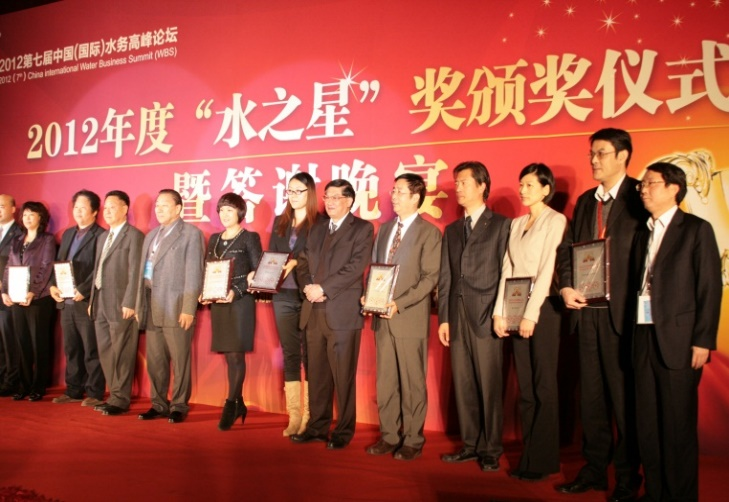 2012第七届中国(国际)水务高峰论坛
2012 (7th) China International Water Business Summit (WBS)
2012年度“水之星”奖颁奖仪式
暨答谢晚宴